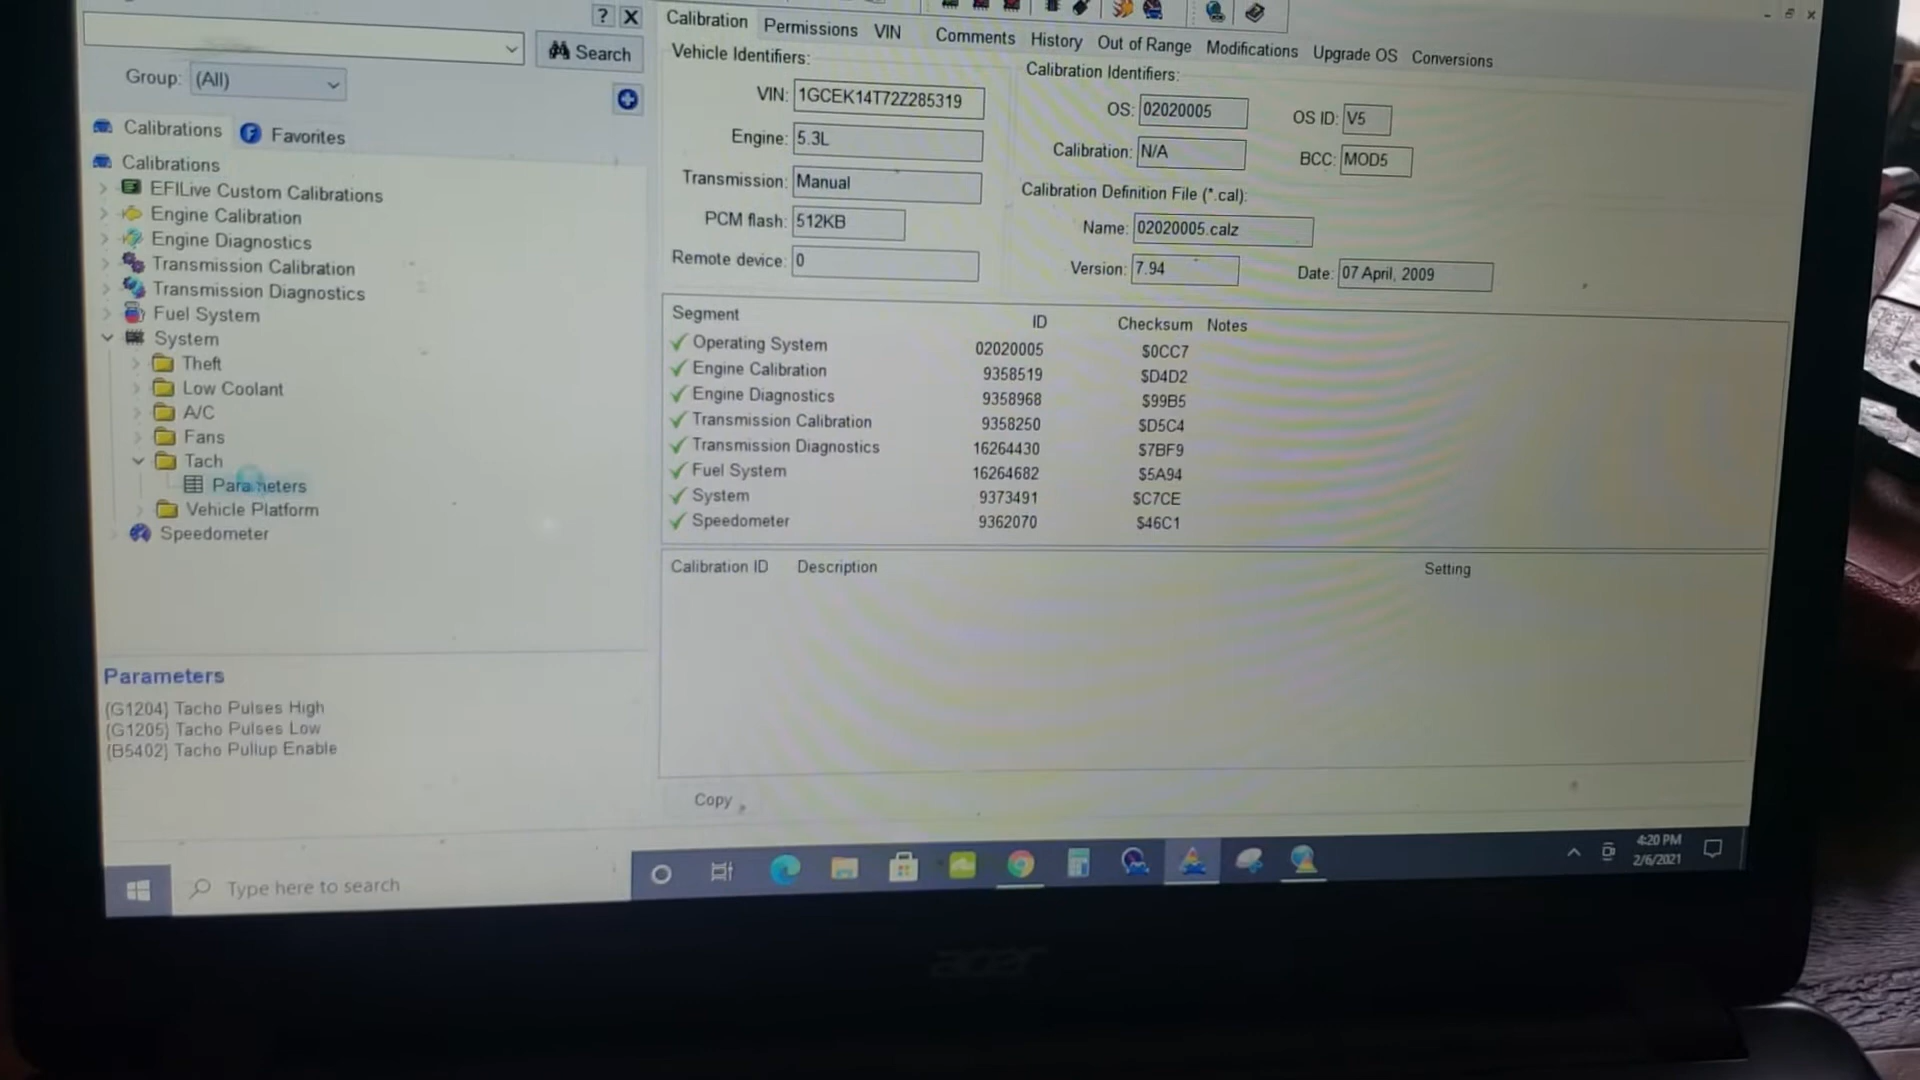 ? X
Search
Group: (All)
Calibrations Favorites
Calibrations
EFILive Custom Calibrations
Engine Calibration
Engine Diagnostics
Transmission Calibration
Transmission Diagnostics
Fuel System
System
Theft
Low Coolant
A/C
Fans
Tach
Parameters
Vehicle Platform
Speedometer
Parameters
{G1204} Tacho Pulses High
{G1205} Tacho Pulses Low
{B5402} Tacho Pullup Enable
Calibration Permissions VIN Comments History Out of Range Modifications Upgrade OS Conversions
Vehicle Identifiers:
VIN: 1GCEK14T72Z285319
Engine: 5.3L
Transmission: Manual
PCM flash: 512KB
Remote device: 0
Calibration Identifiers:
OS: 02020005 OS ID: V5
Calibration: N/A BCC: MOD5
Calibration Definition File (*.cal):
Name: 02020005.calz
Version: 7.94 Date: 07 April, 2009
Segment ID Checksum Notes
Operating System 02020005 $0CC7
Engine Calibration 9358519 $D4D2
Engine Diagnostics 9358968 $99B5
Transmission Calibration 9358250 $D5C4
Transmission Diagnostics 16264430 $7BF9
Fuel System 16264682 $5A94
System 9373491 $C7CE
Speedometer 9362070 $46C1
Calibration ID Description Setting
Copy
Type here to search
4:20 PM
2/6/2021
acer